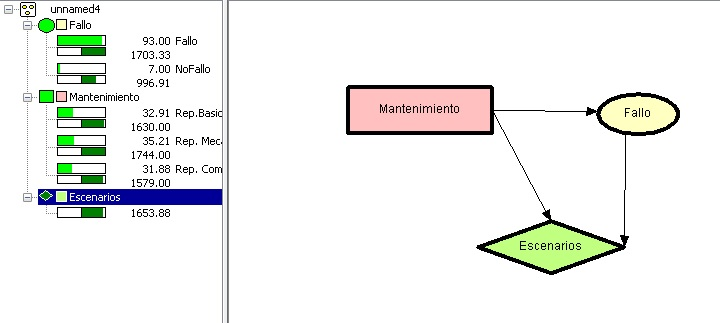 unnamed4
Fallo
93.00 Fallo
1703.33
7.00 NoFallo
996.91
Mantenimiento
32.91 Rep.Basic
1630.00
35.21 Rep. Meca
1744.00
31.88 Rep. Com
1579.00
Escenarios
1653.88
Mantenimiento
Fallo
Escenarios